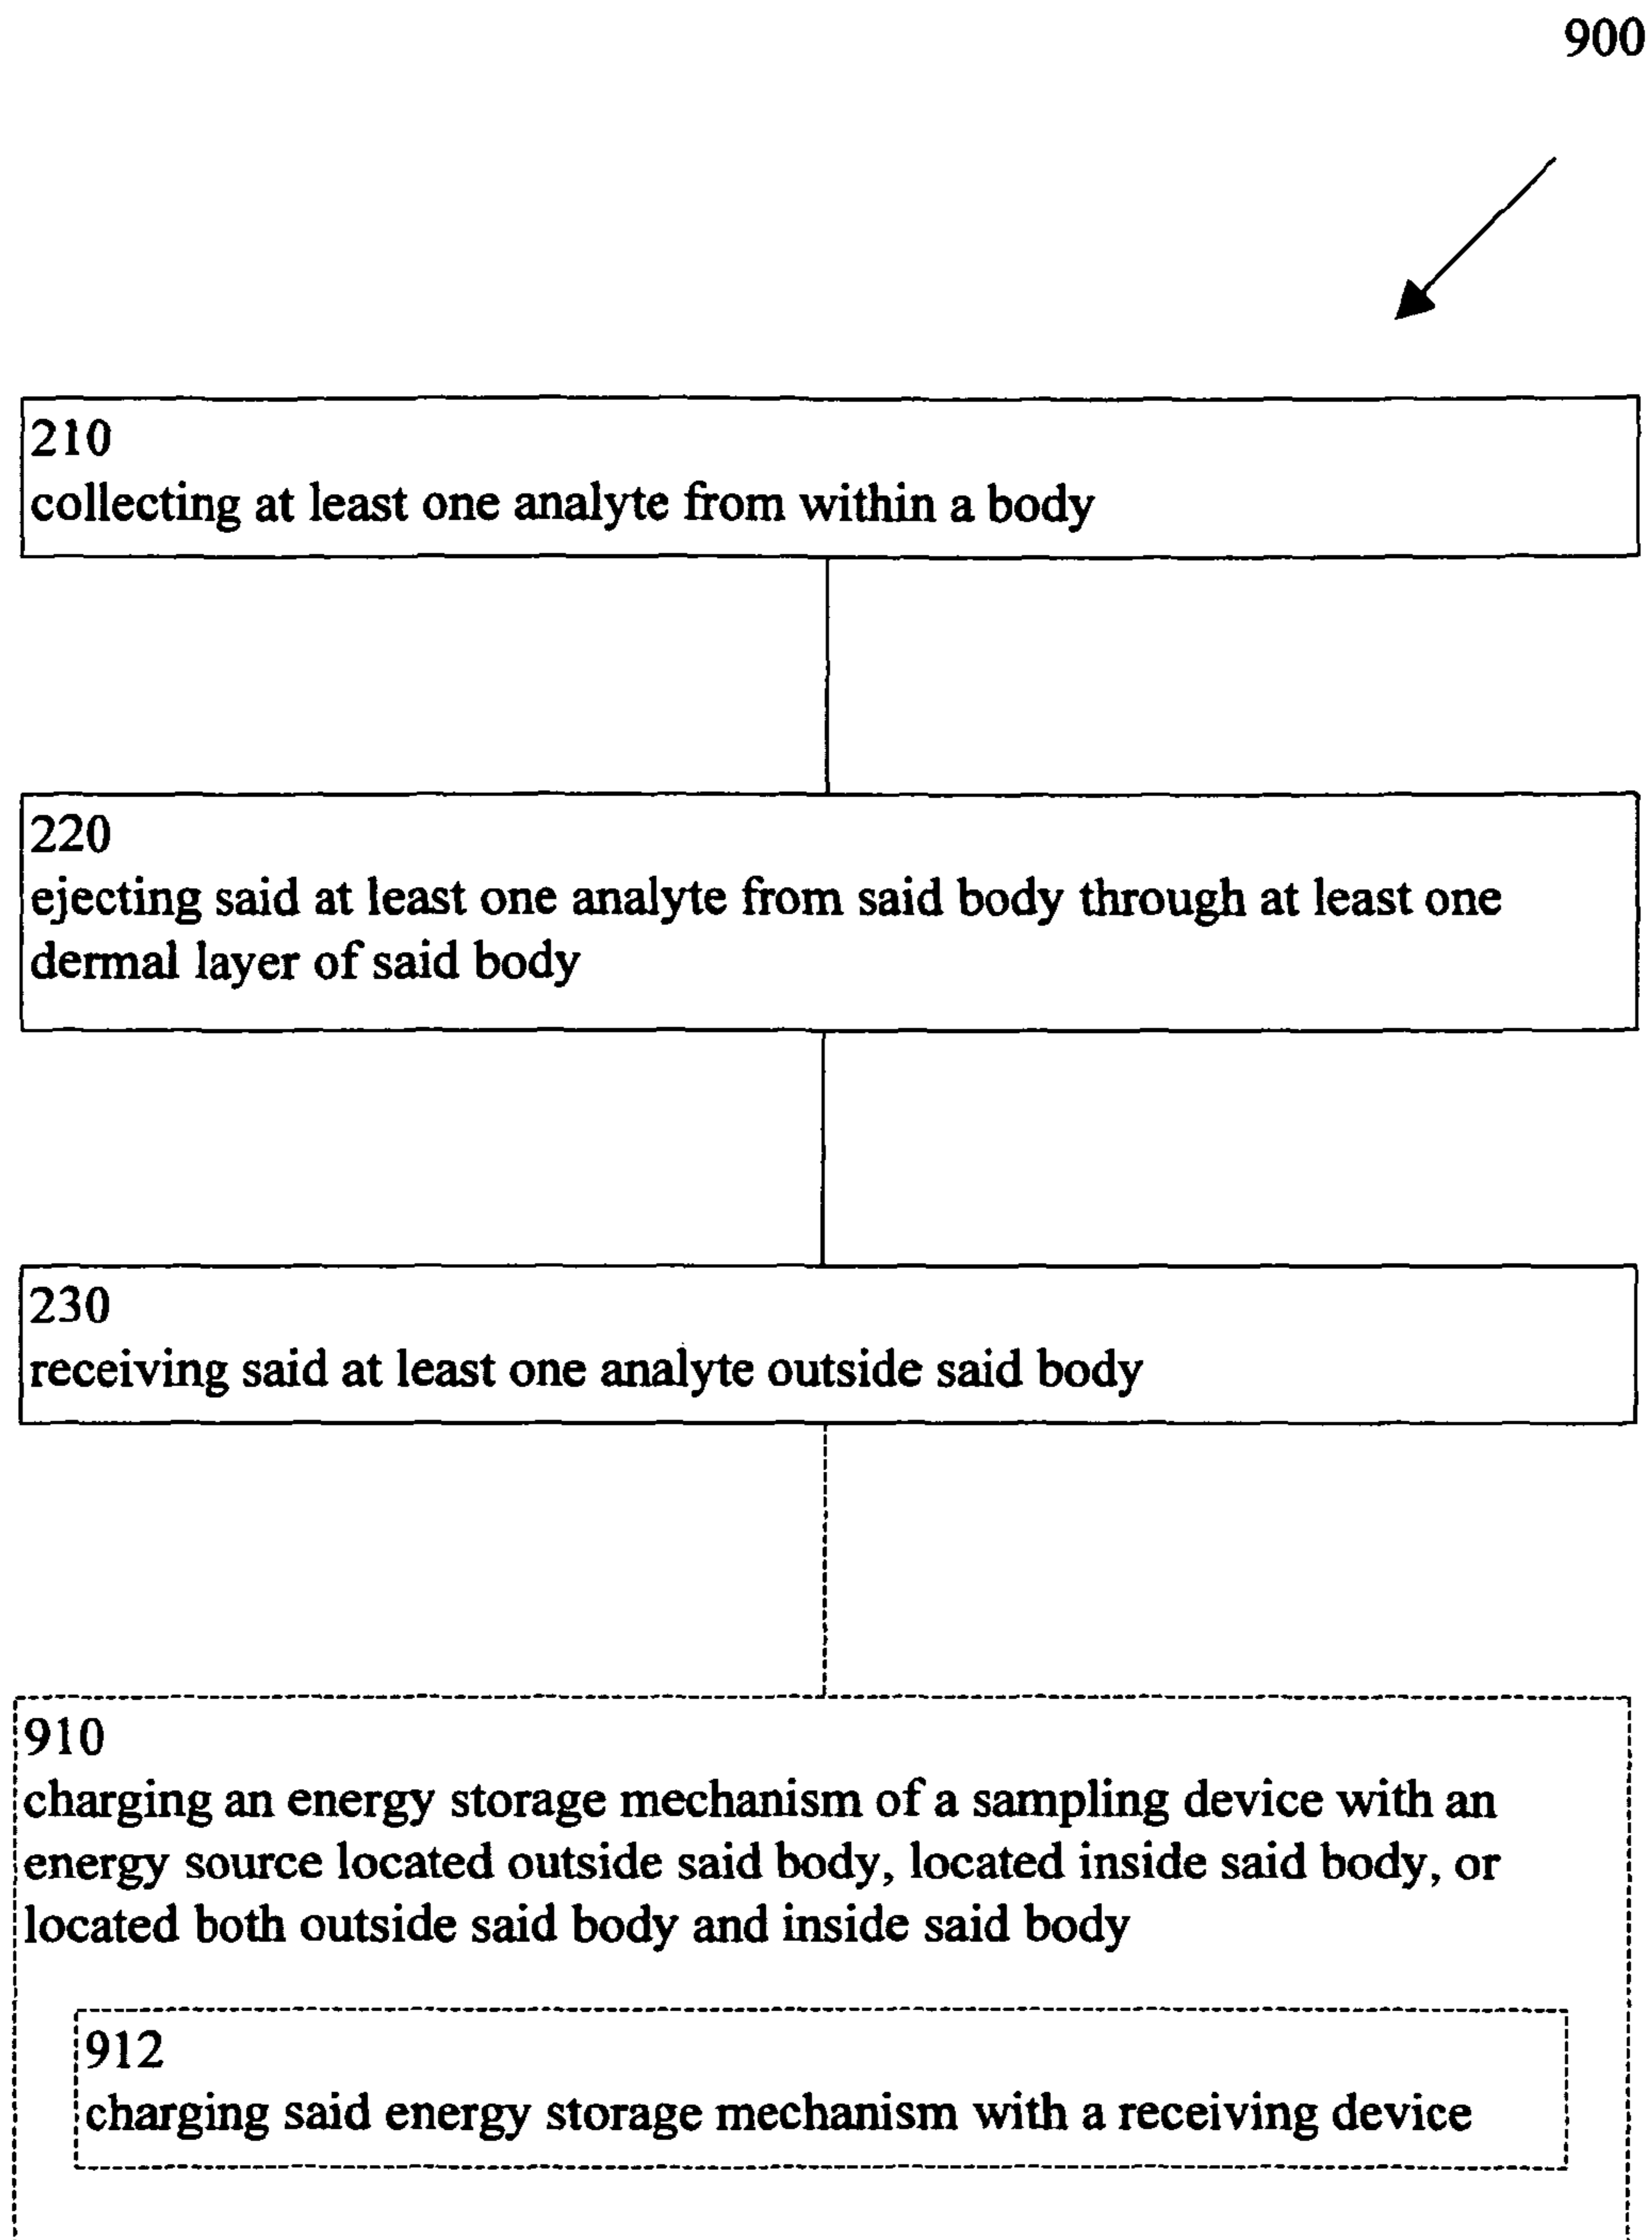 900
210
collecting at least one analyte from within a body
220
ejecting said at least one analyte from said body through at least one
dermal layer of said body
230
receiving said at least one analyte outside said body
910
charging an energy storage mechanism of a sampling device with an
energy source located outside said body, located inside said body, or
located both outside said body and inside said body
912
charging said energy storage mechanism with a receiving device